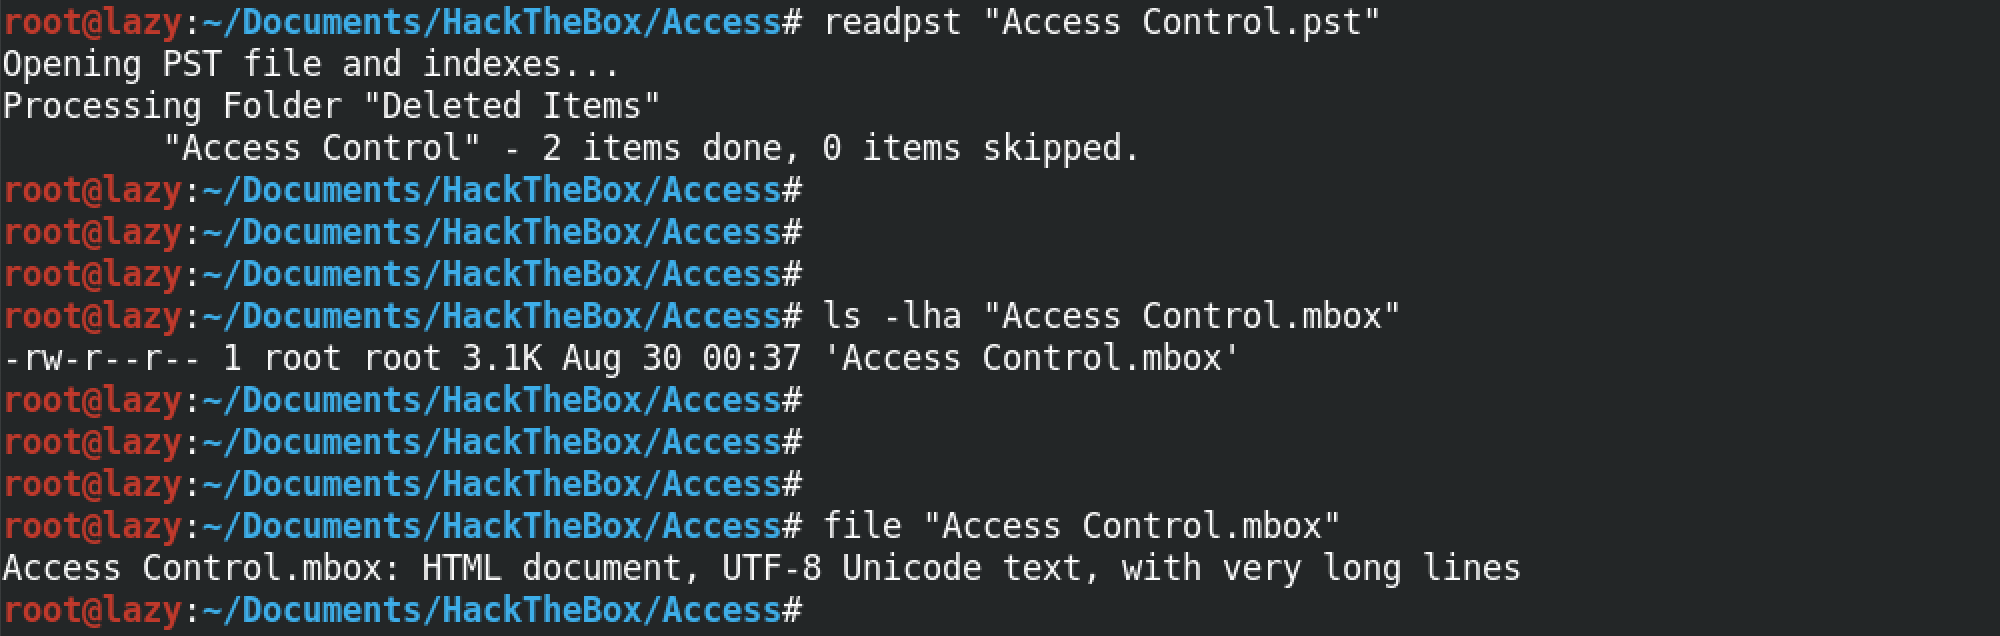 root@lazy:~/Documents/HackTheBox/Access# readpst "Access Control.pst"
Opening PST file and indexes...
Processing Folder "Deleted Items"
        "Access Control" - 2 items done, 0 items skipped.
root@lazy:~/Documents/HackTheBox/Access#
root@lazy:~/Documents/HackTheBox/Access#
root@lazy:~/Documents/HackTheBox/Access#
root@lazy:~/Documents/HackTheBox/Access# ls -lha "Access Control.mbox"
-rw-r--r-- 1 root root 3.1K Aug 30 00:37 'Access Control.mbox'
root@lazy:~/Documents/HackTheBox/Access#
root@lazy:~/Documents/HackTheBox/Access#
root@lazy:~/Documents/HackTheBox/Access#
root@lazy:~/Documents/HackTheBox/Access# file "Access Control.mbox"
Access Control.mbox: HTML document, UTF-8 Unicode text, with very long lines
root@lazy:~/Documents/HackTheBox/Access#